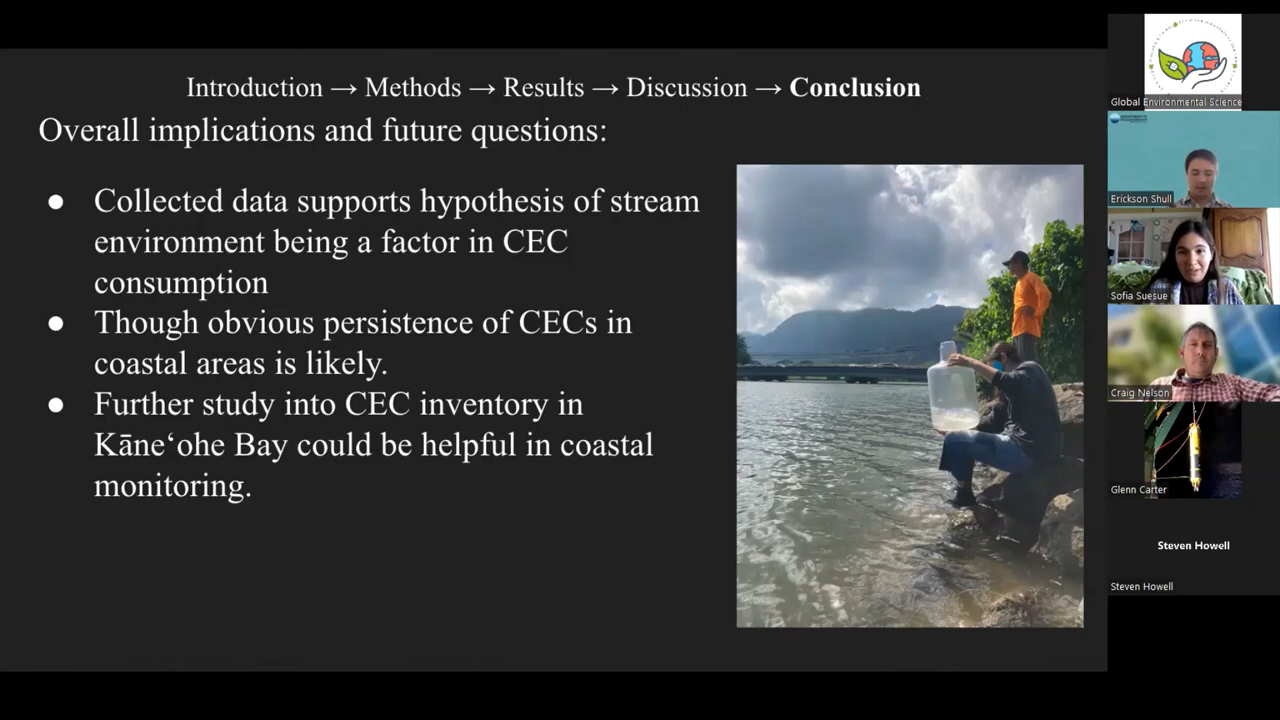 Introduction → Methods → Results → Discussion → Conclusion
Overall implications and future questions:
● Collected data supports hypothesis of stream
environment being a factor in CEC
consumption
● Though obvious persistence of CECs in
coastal areas is likely.
● Further study into CEC inventory in
Kāneʻohe Bay could be helpful in coastal
monitoring.
Global Environmental Science
Erickson Shull
Sofia Suesue
Craig Nelson
Glenn Carter
Steven Howell
Steven Howell